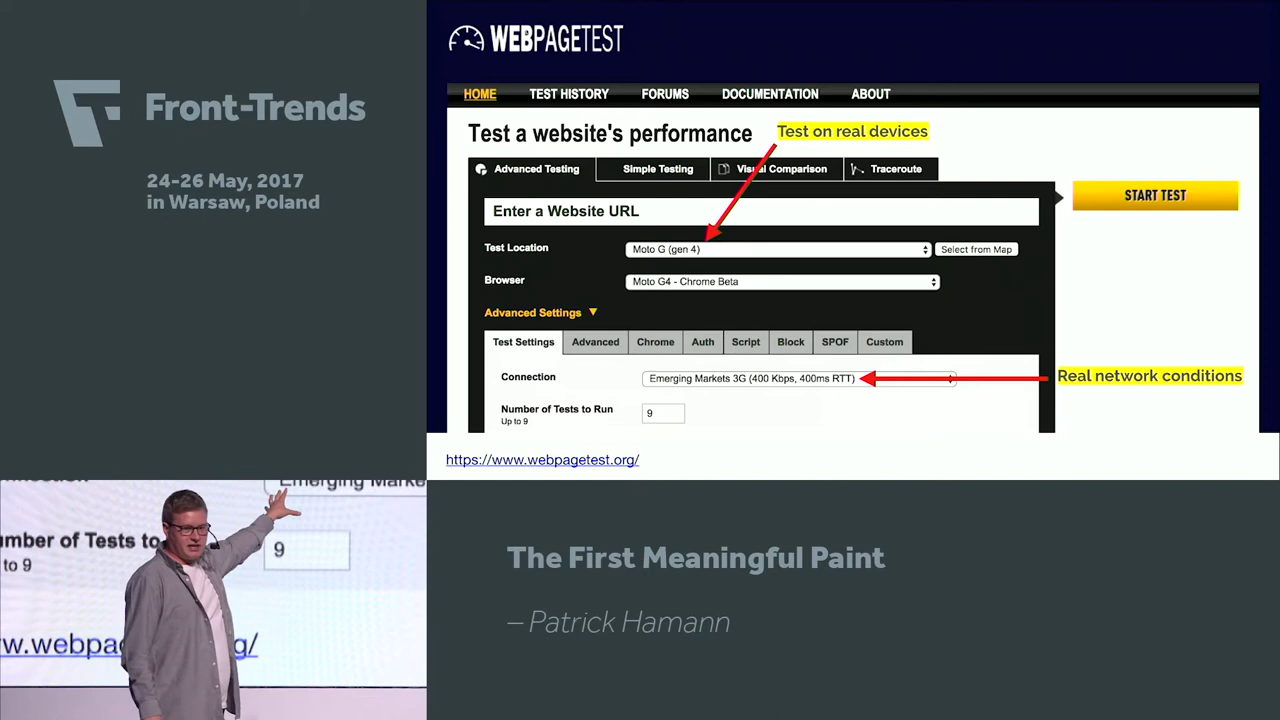 Front-Trends
24-26 May, 2017
in Warsaw, Poland
WEBPAGETEST
HOME TEST HISTORY FORUMS DOCUMENTATION ABOUT
Test a website's performance
Test on real devices
Advanced Testing Simple Testing Visual Comparison Traceroute
START TEST
Enter a Website URL
Test Location Moto G (gen 4) Select from Map
Browser Moto G4 - Chrome Beta
Advanced Settings
Test Settings Advanced Chrome Auth Script Block SPOF Custom
Connection Emerging Markets 3G (400 Kbps, 400ms RTT)
Real network conditions
Number of Tests to Run 9
Up to 9
https://www.webpagetest.org/
Emerging Marke
umber of Tests to 9
to 9
w.webpa g/
The First Meaningful Paint
– Patrick Hamann